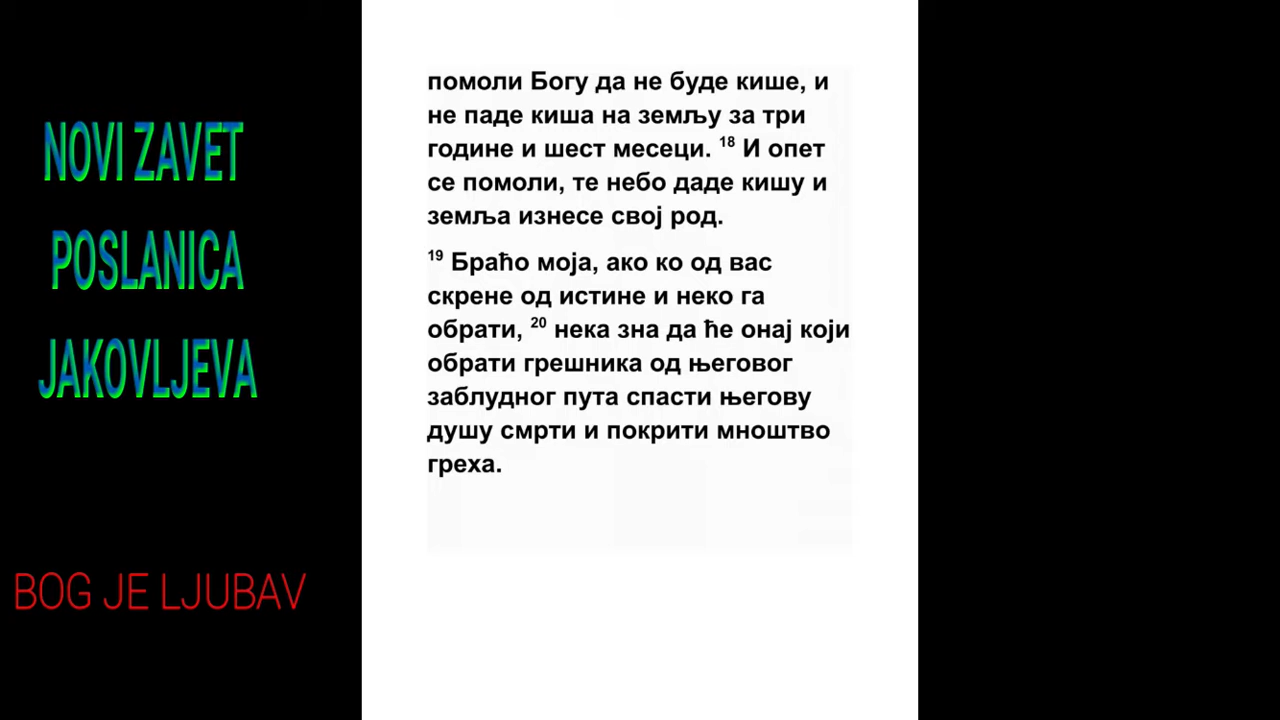 NOVI ZAVET
POSLANICA
JAKOVLJEVA
BOG JE LJUBAV
помоли Богу да не буде кише, и
не паде киша на земљу за три
године и шест месеци. 18 И опет
се помоли, те небо даде кишу и
земља изнесе свој род.
19 Браћо моја, ако ко од вас
скрене од истине и неко га
обрати, 20 нека зна да ће онај који
обрати грешника од његовог
заблудног пута спасти његову
душу смрти и покрити мноштво
греха.